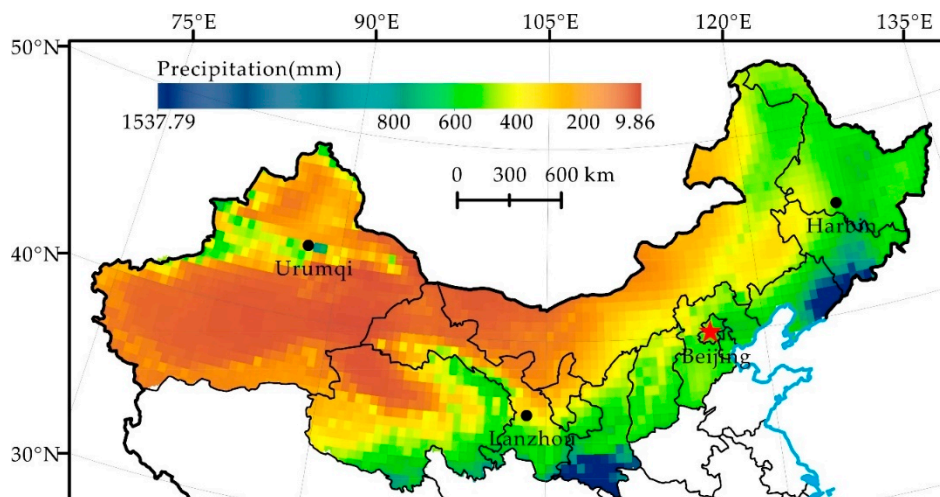 75°E 90°E 105°E 120°E 135°E
50°N
Precipitation(mm)
1537.79 800 600 400 200 9.86
0 300 600 km
Harbin
40°N
Urumqi
Beijing
Lanzhou
30°N